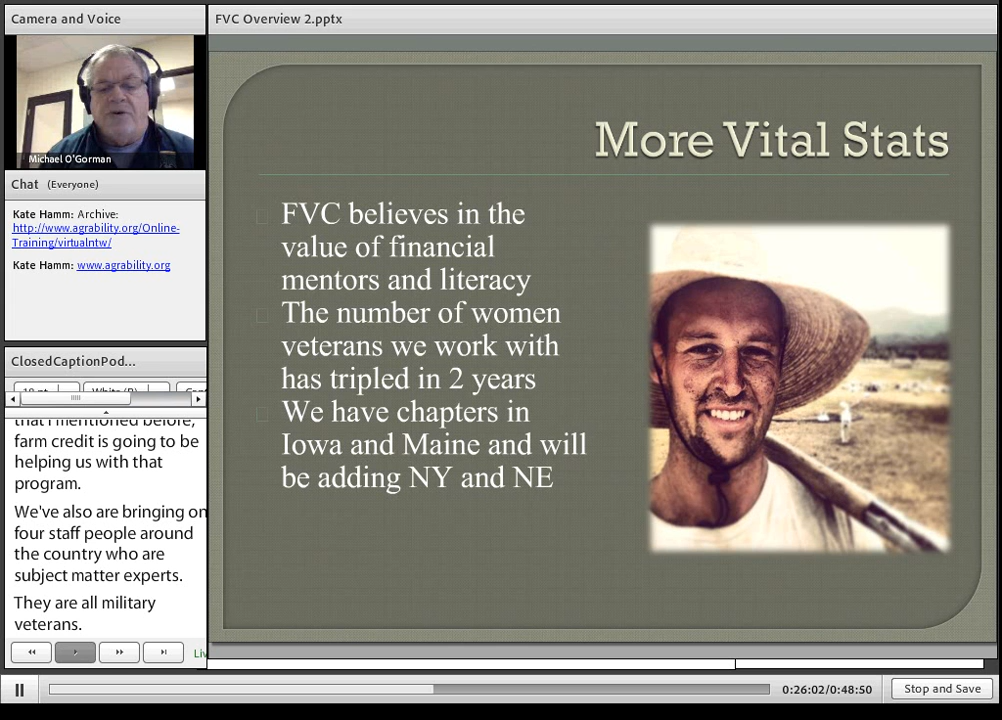 Camera and Voice
Michael O'Gorman
Chat (Everyone)
Kate Hamm: Archive:
http://www.agrability.org/Online-
Training/virtualntw/
Kate Hamm: www.agrability.org
ClosedCaptionPod...
that I mentioned before,
farm credit is going to be
helping us with that
program.
We've also are bringing on
four staff people around
the country who are
subject matter experts.
They are all military
veterans.
FVC Overview 2.pptx
More Vital Stats
FVC believes in the
value of financial
mentors and literacy
The number of women
veterans we work with
has tripled in 2 years
We have chapters in
Iowa and Maine and will
be adding NY and NE
0:26:02/0:48:50
Stop and Save